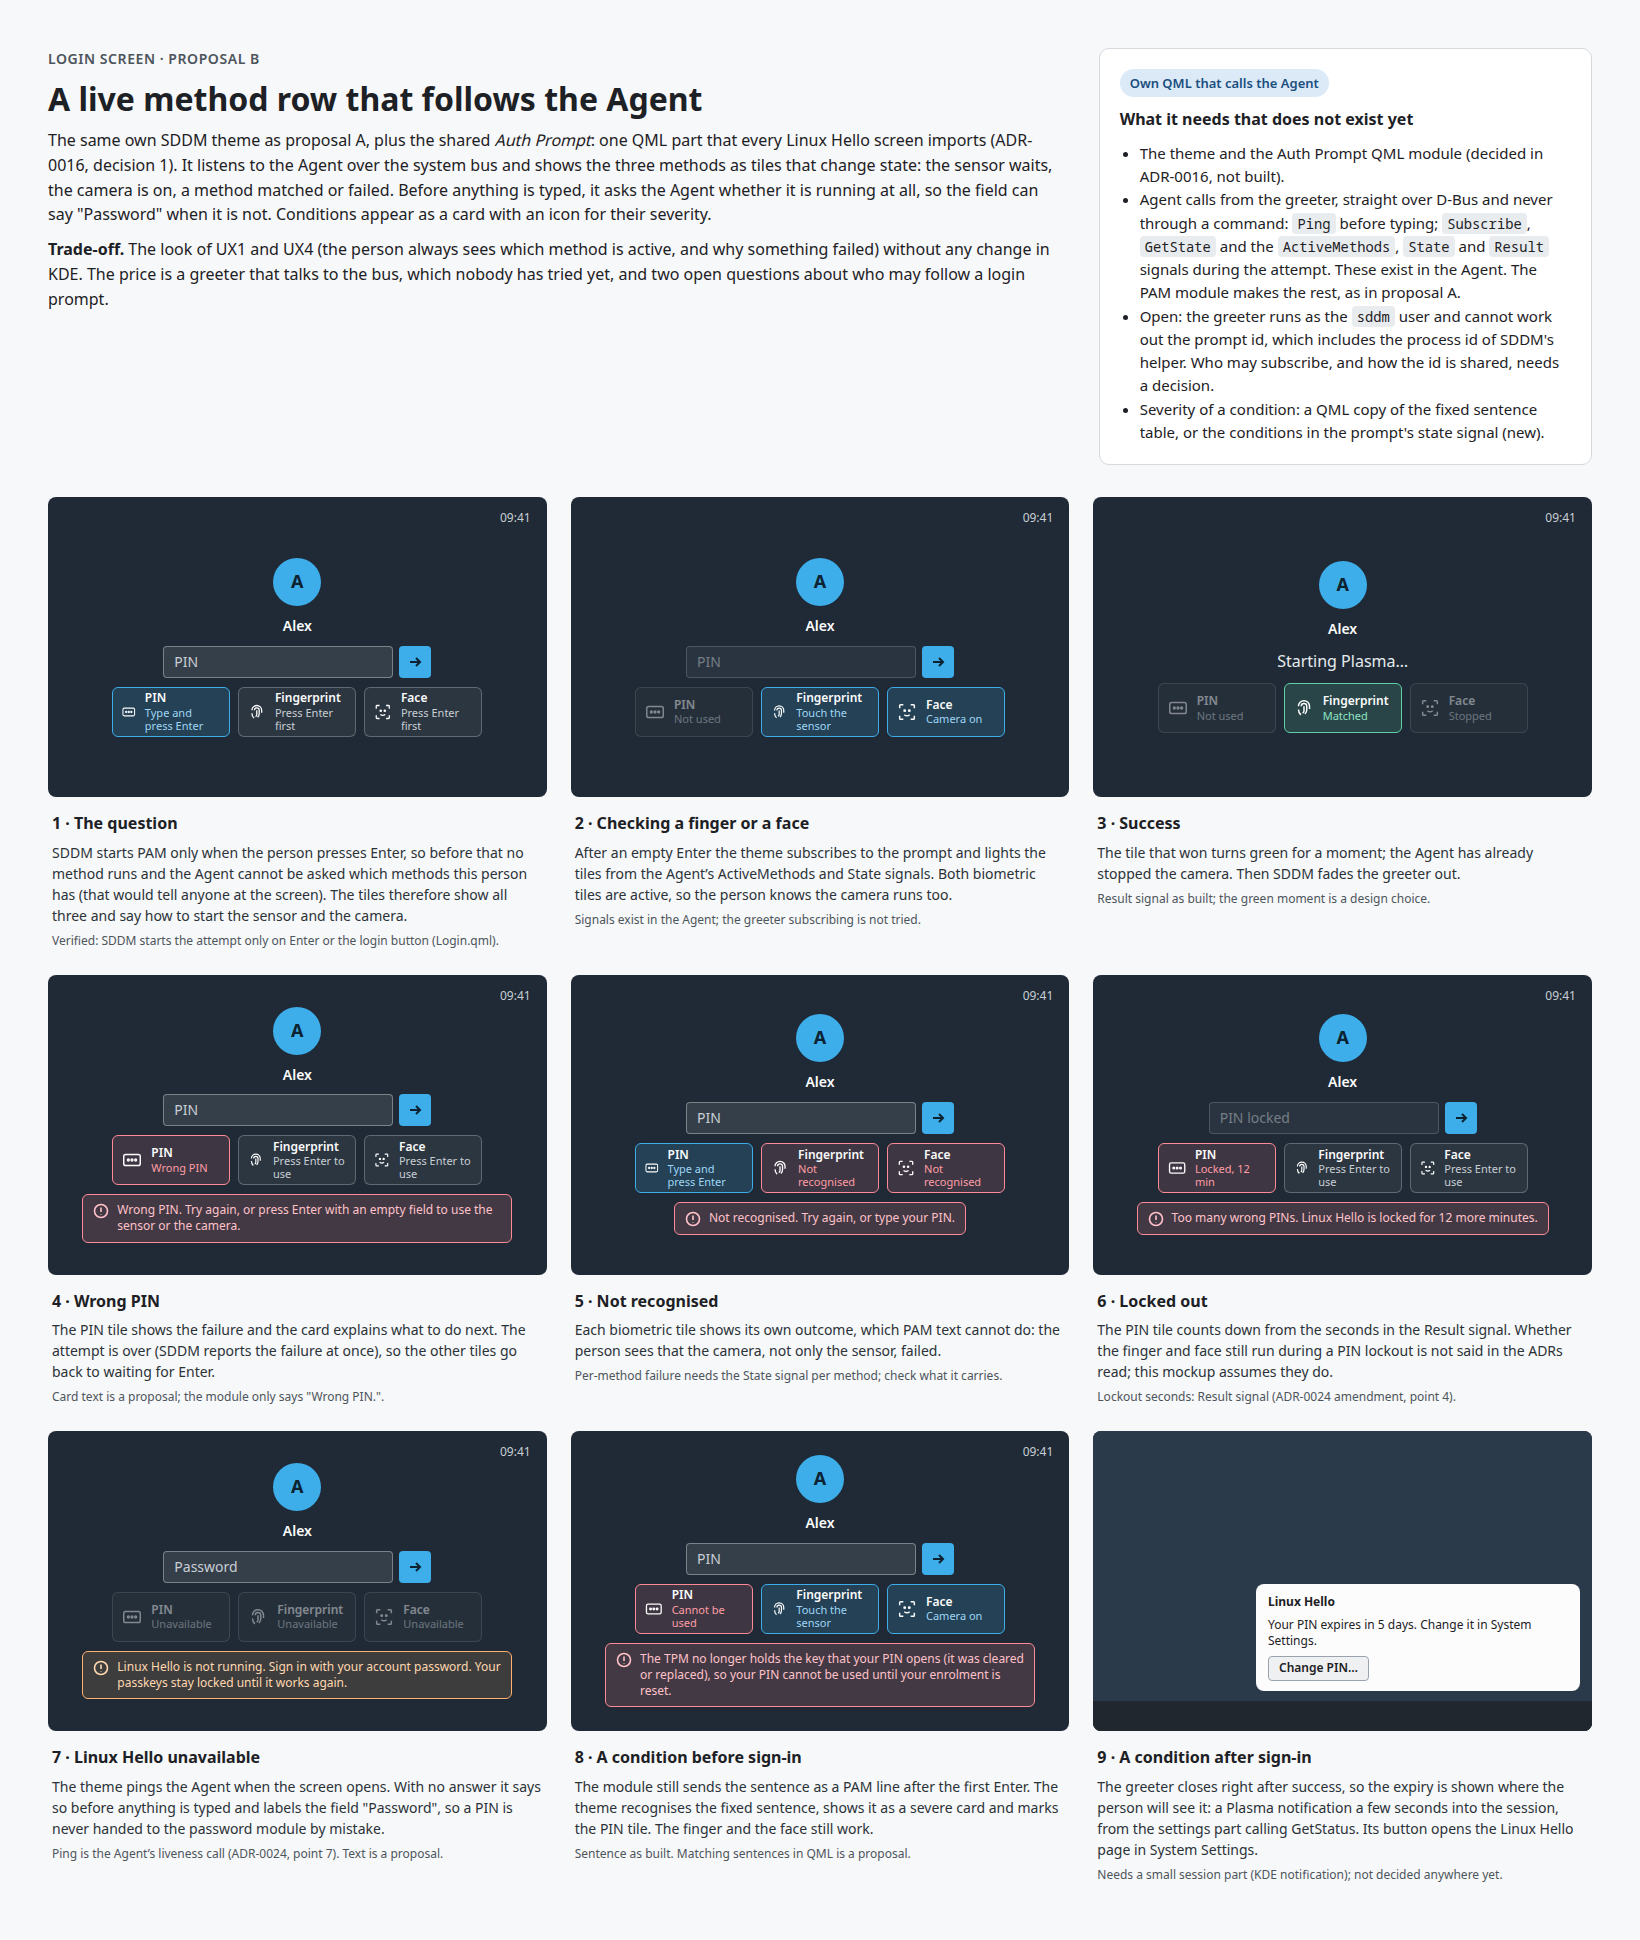 LOGIN SCREEN · PROPOSAL B
A live method row that follows the Agent
The same own SDDM theme as proposal A, plus the shared Auth Prompt: one QML part that every Linux Hello screen imports (ADR-
0016, decision 1). It listens to the Agent over the system bus and shows the three methods as tiles that change state: the sensor waits,
the camera is on, a method matched or failed. Before anything is typed, it asks the Agent whether it is running at all, so the field can
say "Password" when it is not. Conditions appear as a card with an icon for their severity.
Trade-off. The look of UX1 and UX4 (the person always sees which method is active, and why something failed) without any change in
KDE. The price is a greeter that talks to the bus, which nobody has tried yet, and two open questions about who may follow a login
prompt.
Own QML that calls the Agent
What it needs that does not exist yet
• The theme and the Auth Prompt QML module (decided in
ADR-0016, not built).
• Agent calls from the greeter, straight over D-Bus and never
through a command: Ping before typing; Subscribe,
GetState and the ActiveMethods, State and Result
signals during the attempt. These exist in the Agent. The
PAM module makes the rest, as in proposal A.
• Open: the greeter runs as the sddm user and cannot work
out the prompt id, which includes the process id of SDDM's
helper. Who may subscribe, and how the id is shared, needs
a decision.
• Severity of a condition: a QML copy of the fixed sentence
table, or the conditions in the prompt's state signal (new).
09:41
A
Alex
PIN
PIN
Type and
press Enter
Fingerprint
Press Enter
first
Face
Press Enter
first
1 · The question
SDDM starts PAM only when the person presses Enter, so before that no
method runs and the Agent cannot be asked which methods this person
has (that would tell anyone at the screen). The tiles therefore show all
three and say how to start the sensor and the camera.
Verified: SDDM starts the attempt only on Enter or the login button (Login.qml).
09:41
A
Alex
PIN
PIN
Not used
Fingerprint
Touch the
sensor
Face
Camera on
2 · Checking a finger or a face
After an empty Enter the theme subscribes to the prompt and lights the
tiles from the Agent’s ActiveMethods and State signals. Both biometric
tiles are active, so the person knows the camera runs too.
Signals exist in the Agent; the greeter subscribing is not tried.
09:41
A
Alex
Starting Plasma...
PIN
Not used
Fingerprint
Matched
Face
Stopped
3 · Success
The tile that won turns green for a moment; the Agent has already
stopped the camera. Then SDDM fades the greeter out.
Result signal as built; the green moment is a design choice.
09:41
A
Alex
PIN
PIN
Wrong PIN
Fingerprint
Press Enter to
use
Face
Press Enter to
use
Wrong PIN. Try again, or press Enter with an empty field to use the
sensor or the camera.
4 · Wrong PIN
The PIN tile shows the failure and the card explains what to do next. The
attempt is over (SDDM reports the failure at once), so the other tiles go
back to waiting for Enter.
Card text is a proposal; the module only says "Wrong PIN.".
09:41
A
Alex
PIN
PIN
Type and
press Enter
Fingerprint
Not
recognised
Face
Not
recognised
Not recognised. Try again, or type your PIN.
5 · Not recognised
Each biometric tile shows its own outcome, which PAM text cannot do: the
person sees that the camera, not only the sensor, failed.
Per-method failure needs the State signal per method; check what it carries.
09:41
A
Alex
PIN locked
PIN
Locked, 12
min
Fingerprint
Press Enter to
use
Face
Press Enter to
use
Too many wrong PINs. Linux Hello is locked for 12 more minutes.
6 · Locked out
The PIN tile counts down from the seconds in the Result signal. Whether
the finger and face still run during a PIN lockout is not said in the ADRs
read; this mockup assumes they do.
Lockout seconds: Result signal (ADR-0024 amendment, point 4).
09:41
A
Alex
Password
PIN
Unavailable
Fingerprint
Unavailable
Face
Unavailable
Linux Hello is not running. Sign in with your account password. Your
passkeys stay locked until it works again.
7 · Linux Hello unavailable
The theme pings the Agent when the screen opens. With no answer it says
so before anything is typed and labels the field "Password", so a PIN is
never handed to the password module by mistake.
Ping is the Agent’s liveness call (ADR-0024, point 7). Text is a proposal.
09:41
A
Alex
PIN
PIN
Cannot be
used
Fingerprint
Touch the
sensor
Face
Camera on
The TPM no longer holds the key that your PIN opens (it was cleared
or replaced), so your PIN cannot be used until your enrolment is
reset.
8 · A condition before sign-in
The module still sends the sentence as a PAM line after the first Enter. The
theme recognises the fixed sentence, shows it as a severe card and marks
the PIN tile. The finger and the face still work.
Sentence as built. Matching sentences in QML is a proposal.
Linux Hello
Your PIN expires in 5 days. Change it in System
Settings.
Change PIN...
9 · A condition after sign-in
The greeter closes right after success, so the expiry is shown where the
person will see it: a Plasma notification a few seconds into the session,
from the settings part calling GetStatus. Its button opens the Linux Hello
page in System Settings.
Needs a small session part (KDE notification); not decided anywhere yet.